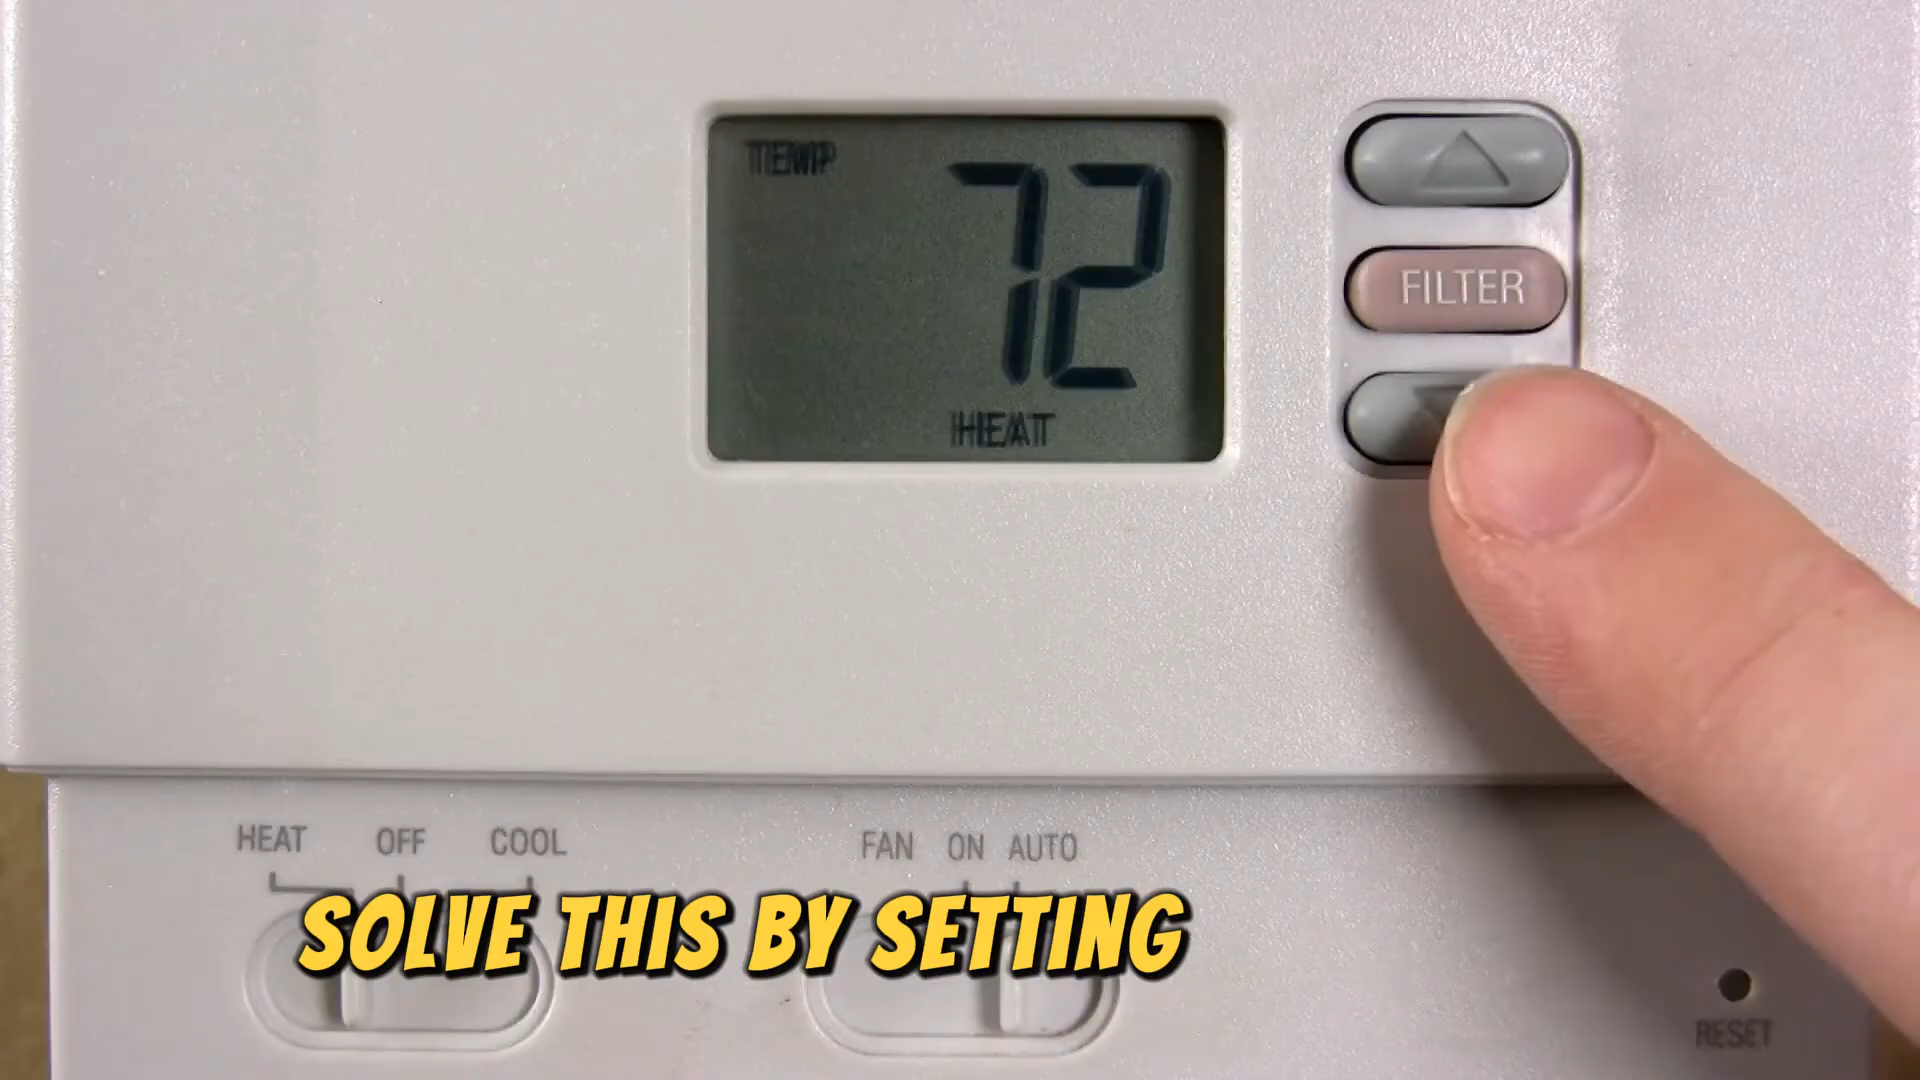 TEMP
72
HEAT
FILTER
HEAT OFF COOL
FAN ON AUTO
SOLVE THIS BY SETTING
RESET